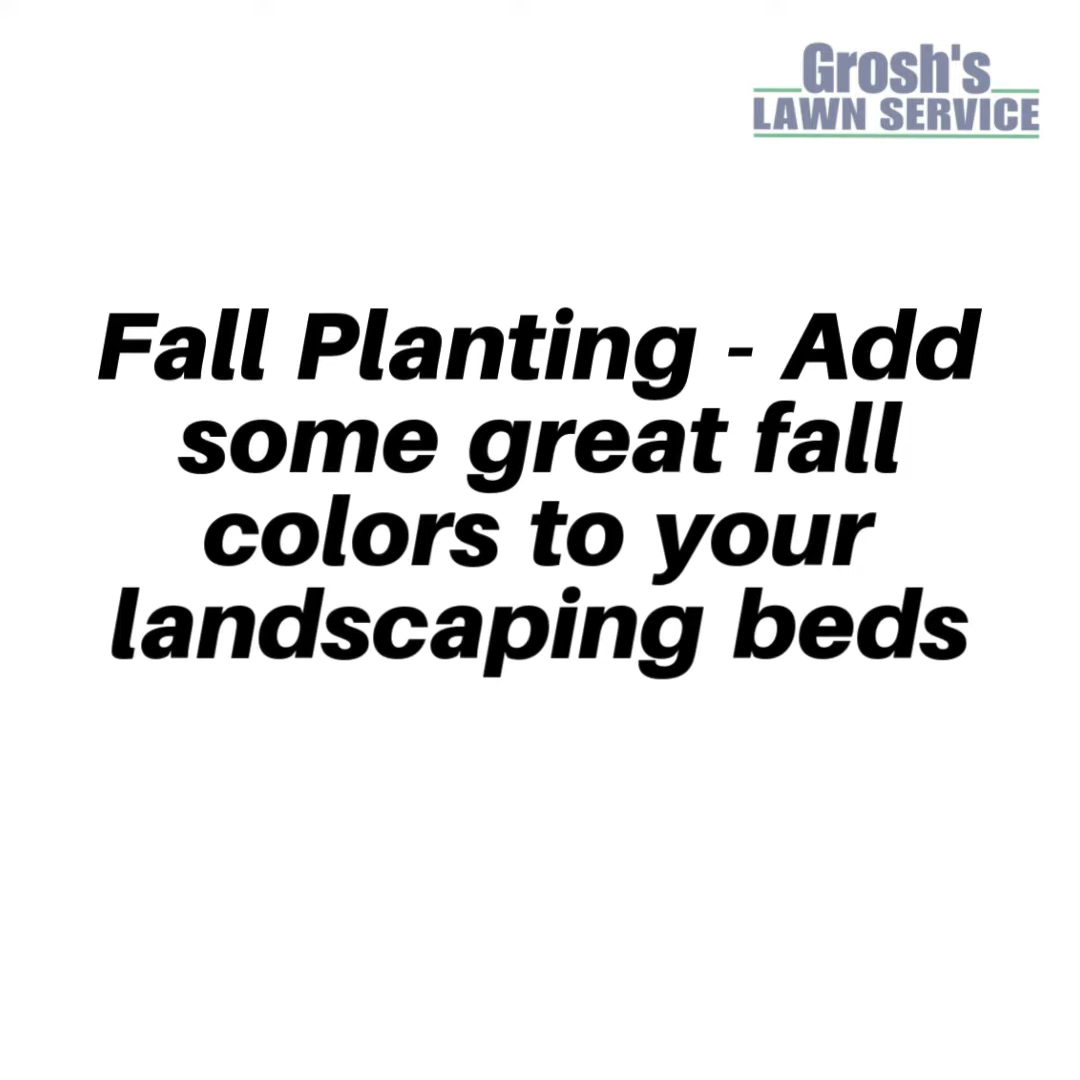 Grosh's
LAWN SERVICE
Fall Planting - Add
some great fall
colors to your
landscaping beds